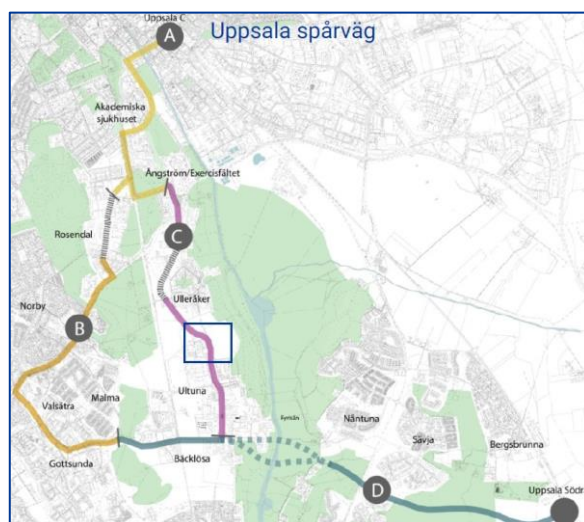 Uppsala spårväg
Uppsala C
A
Akademiska
sjukhuset
Ångström/Exercisfältet
Rosendal
C
Ulleråker
Norby
B
Ultuna
Malma
Valsätra
Gottsunda
Bäcklösa
Nåntuna
Sävja
Bergsbrunna
D
Uppsala Södra